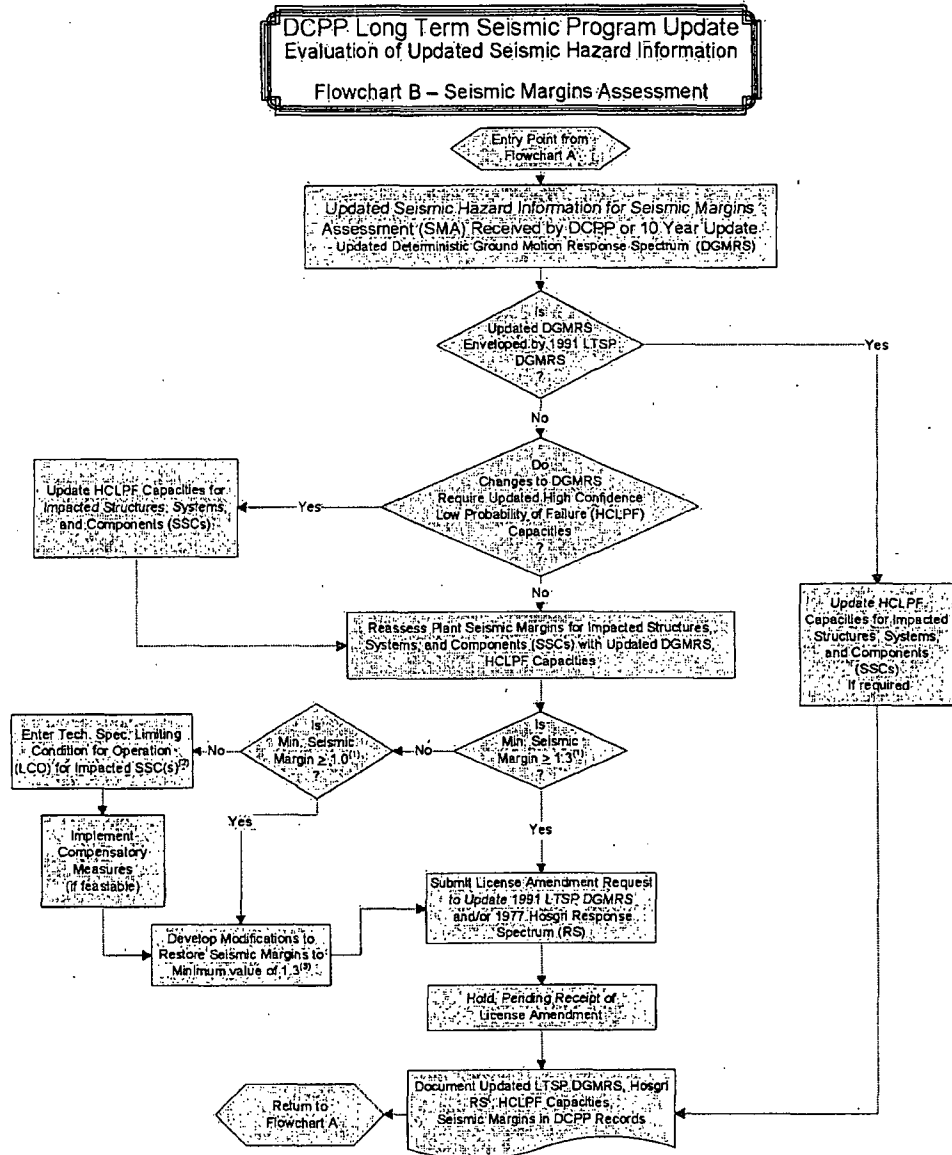 DCPP Long Term Seismic Program Update
Evaluation of Updated Seismic Hazard Information
Flowchart B – Seismic Margins Assessment
Entry Point from
Flowchart A
Updated Seismic Hazard Information for Seismic Margins
Assessment (SMA) Received by DCPP or 10 Year Update
- Updated Deterministic Ground Motion Response Spectrum (DGMRS)
Is
Updated DGMRS
Enveloped by 1991 LTSP
DGMRS
?
Yes
No
Do
Changes to DGMRS
Require Updated High Confidence
Low Probability of Failure (HCLPF)
Capacities
?
Yes
Update HCLPF Capacities for
Impacted Structures, Systems,
and Components (SSCs)
No
Update HCLPF
Capacities for Impacted
Structures, Systems,
and Components
(SSCs)
If required
Reassess Plant Seismic Margins for Impacted Structures,
Systems, and Components (SSCs) with Updated DGMRS,
HCLPF Capacities
Is
Min. Seismic
Margin ≥ 1.3(1)
?
No
Is
Min. Seismic
Margin ≥ 1.0(1)
?
No
Enter Tech. Spec. Limiting
Condition for Operation
(LCO) for Impacted SSC(s)(2)
Yes
Yes
Implement
Compensatory
Measures
(if feastable)
Develop Modifications to
Restore Seismic Margins to
Minimum value of 1.3(3)
Submit License Amendment Request
to Update 1991 LTSP DGMRS
and/or 1977 Hosgri Response
Spectrum (RS)
Hold, Pending Receipt of
License Amendment
Document Updated LTSP DGMRS, Hosgri
RS, HCLPF Capacities,
Seismic Margins in DCPP Records
Return to
Flowchart A